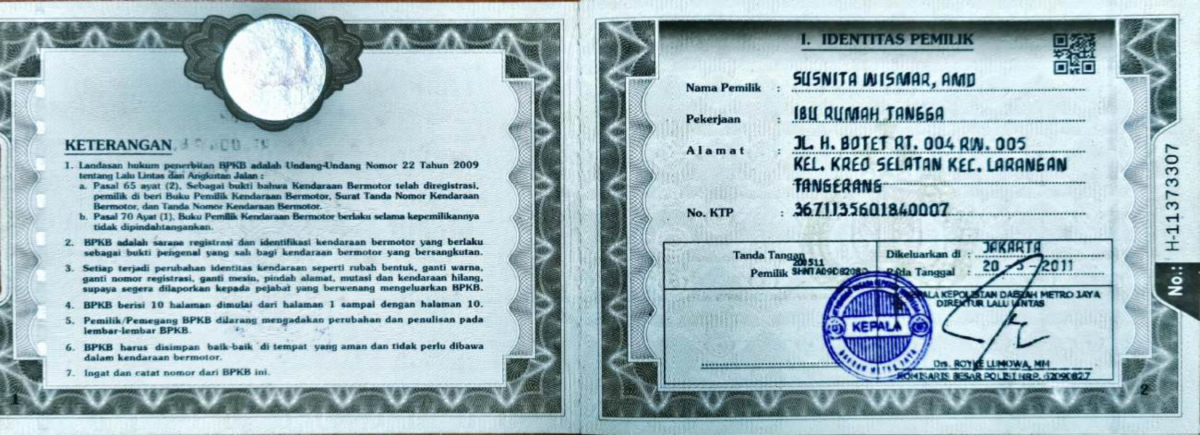 KETERANGAN
1. Landasan hukum penerbitan BPKB adalah Undang-Undang Nomor 22 Tahun 2009
tentang Lalu Lintas dan Angkutan Jalan :
a. Pasal 65 ayat (2), Sebagai bukti bahwa Kendaraan Bermotor telah diregistrasi,
pemilik di beri Buku Pemilik Kendaraan Bermotor, Surat Tanda Nomor Kendaraan
Bermotor, dan Tanda Nomor Kendaraan Bermotor.
b. Pasal 70 Ayat (1), Buku Pemilik Kendaraan Bermotor berlaku selama kepemilikannya
tidak dipindahtangankan.
2. BPKB adalah sarana registrasi dan identifikasi kendaraan bermotor yang berlaku
sebagai bukti pengenal yang sah bagi kendaraan bermotor yang bersangkutan.
3. Setiap terjadi perubahan identitas kendaraan seperti rubah bentuk, ganti warna,
ganti nomor registrasi, ganti mesin, pindah alamat, mutasi dan kendaraan hilang,
supaya segera dilaporkan kepada pejabat yang berwenang mengeluarkan BPKB.
4. BPKB berisi 10 halaman dimulai dari halaman 1 sampai dengan halaman 10.
5. Pemilik/Pemegang BPKB dilarang mengadakan perubahan dan penulisan pada
lembar-lembar BPKB.
6. BPKB harus disimpan baik-baik di tempat yang aman dan tidak perlu dibawa
dalam kendaraan bermotor.
7. Ingat dan catat nomor dari BPKB ini.
1
I. IDENTITAS PEMILIK
Nama Pemilik : SUSNITA WISMAR, AMD
Pekerjaan : IBU RUMAH TANGGA
Alamat : JL. H. BOTET RT. 004 RW. 005
KEL. KREO SELATAN KEC. LARANGAN
TANGERANG
No. KTP : 3671135601840007
Tanda Tangan
Pemilik
Dikeluarkan di : JAKARTA
Pada Tanggal : 20-5-2011
KEPALA KEPOLISIAN DAERAH METRO JAYA
DIREKTUR LALU LINTAS
KEPALA
DAERAH METRO JAYA
Drs. ROYKE LUMOWA, MM
KOMISARIS BESAR POLISI NRP. 62090827
2
No.: H-11373307